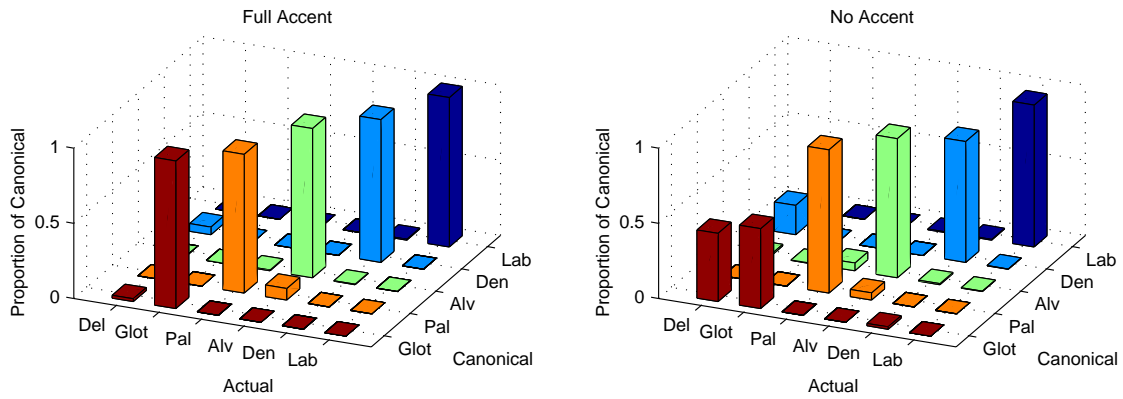 Full Accent
Proportion of Canonical
1
0.5
0
Del
Glot
Pal
Alv
Den
Lab
Actual
Glot
Pal
Alv
Den
Lab
Canonical
No Accent
Proportion of Canonical
1
0.5
0
Del
Glot
Pal
Alv
Den
Lab
Actual
Glot
Pal
Alv
Den
Lab
Canonical